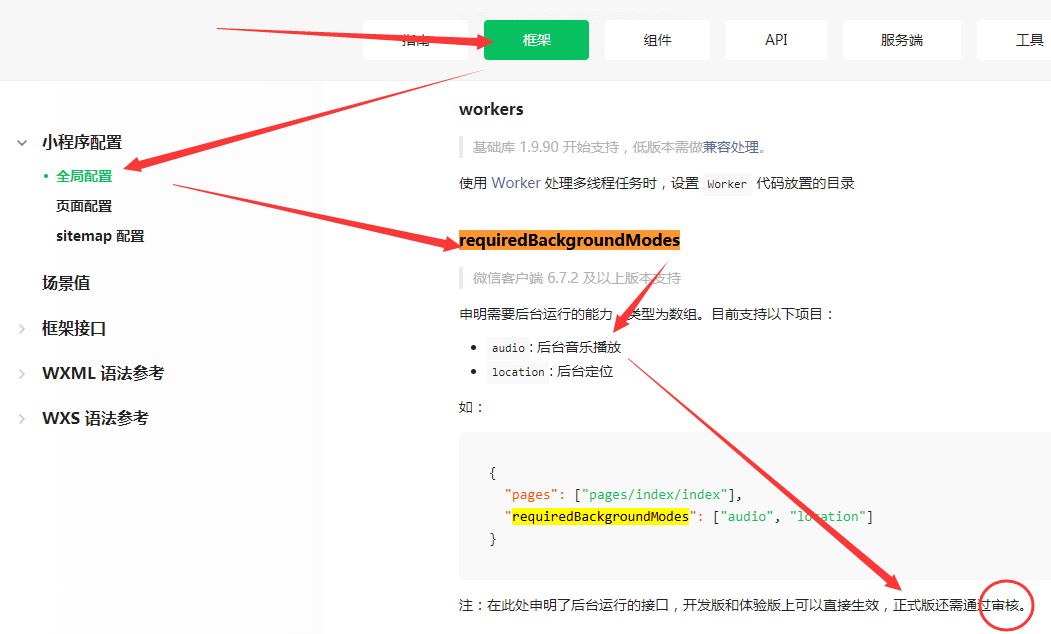 指南
框架
组件
API
服务端
工具
小程序配置
全局配置
页面配置
sitemap 配置
场景值
框架接口
WXML 语法参考
WXS 语法参考
workers
基础库 1.9.90 开始支持，低版本需做兼容处理。
使用 Worker 处理多线程任务时，设置 Worker 代码放置的目录
requiredBackgroundModes
微信客户端 6.7.2 及以上版本支持
申明需要后台运行的能力，类型为数组。目前支持以下项目：
• audio：后台音乐播放
• location：后台定位
如：
{
"pages": ["pages/index/index"],
"requiredBackgroundModes": ["audio", "location"]
}
注：在此处申明了后台运行的接口，开发版和体验版上可以直接生效，正式版还需通过审核。